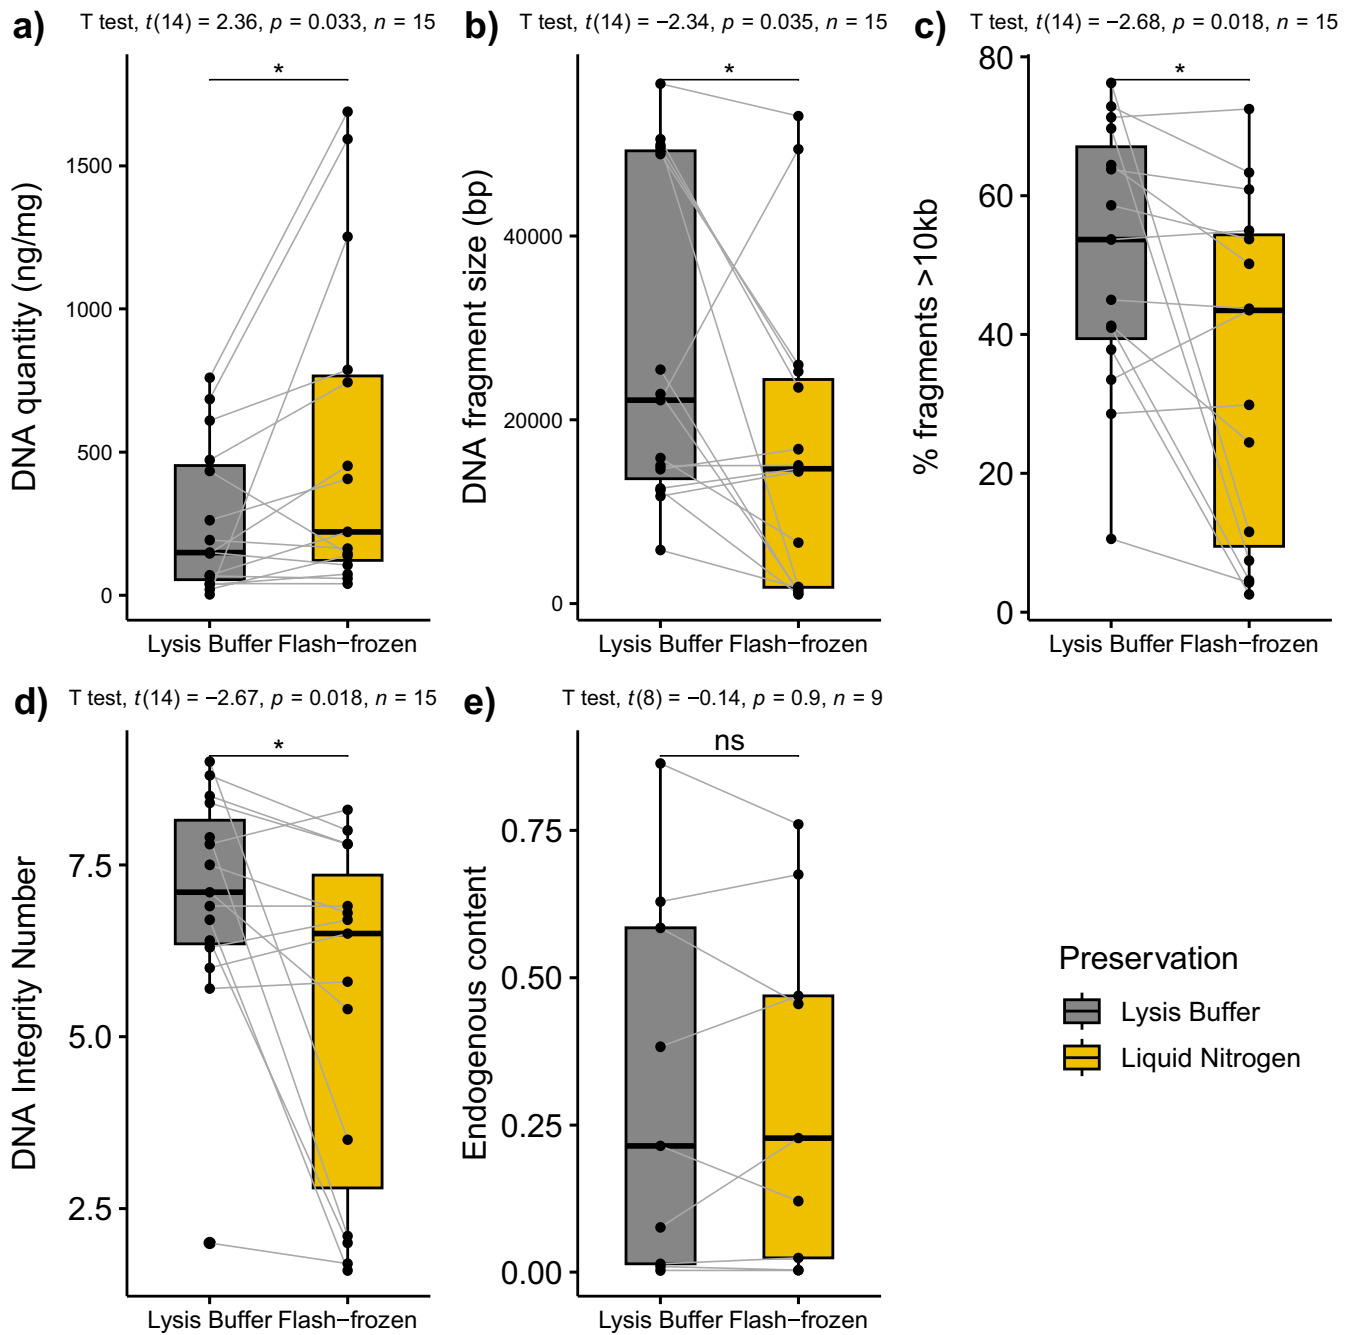 a) T test, t(14) = 2.36, p = 0.033, n = 15
DNA quantity (ng/mg)
1500
1000
500
0
*
Lysis Buffer Flash−frozen
b) T test, t(14) = −2.34, p = 0.035, n = 15
DNA fragment size (bp)
40000
20000
0
*
Lysis Buffer Flash−frozen
c) T test, t(14) = −2.68, p = 0.018, n = 15
% fragments >10kb
80
60
40
20
0
*
Lysis Buffer Flash−frozen
d) T test, t(14) = −2.67, p = 0.018, n = 15
DNA Integrity Number
7.5
5.0
2.5
*
Lysis Buffer Flash−frozen
e) T test, t(8) = −0.14, p = 0.9, n = 9
Endogenous content
0.75
0.50
0.25
0.00
ns
Lysis Buffer Flash−frozen
Preservation
Lysis Buffer
Liquid Nitrogen